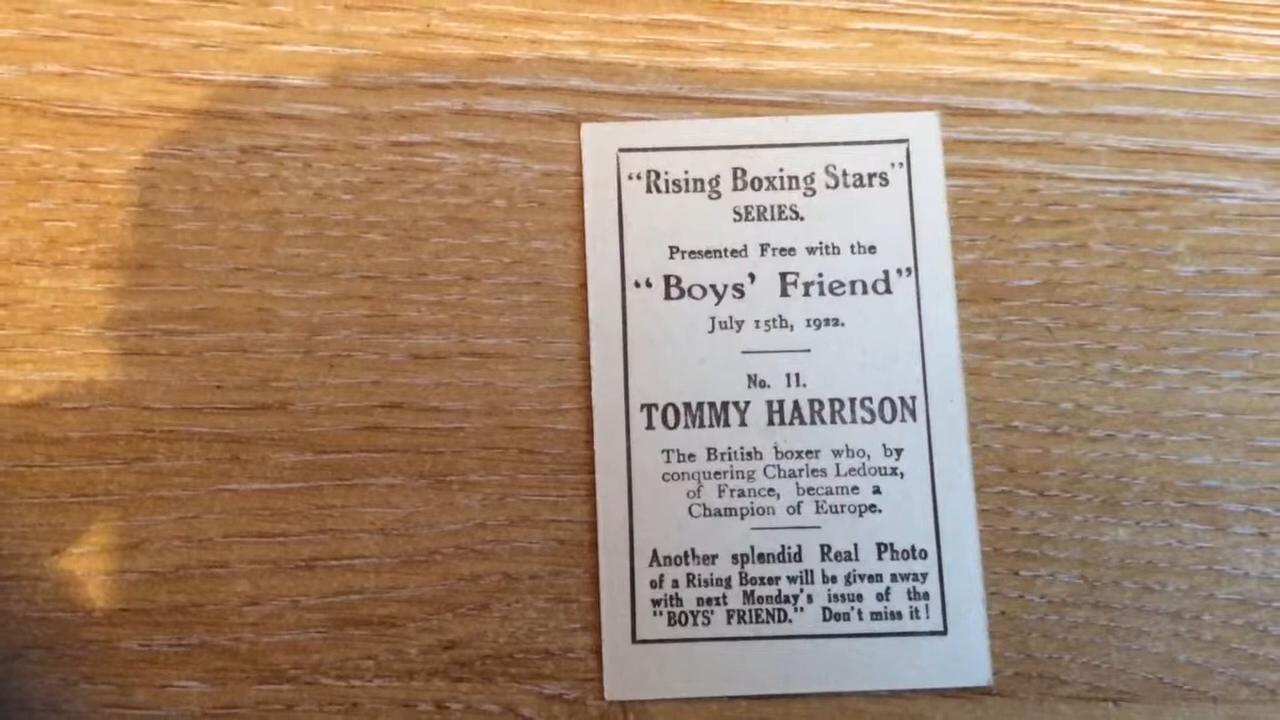 "Rising Boxing Stars"
SERIES.
Presented Free with the
"Boys' Friend"
July 15th, 1922.
No. 11.
TOMMY HARRISON
The British boxer who, by
conquering Charles Ledoux,
of France, became a
Champion of Europe.
Another splendid Real Photo
of a Rising Boxer will be given away
with next Monday's issue of the
"BOYS' FRIEND." Don't miss it!